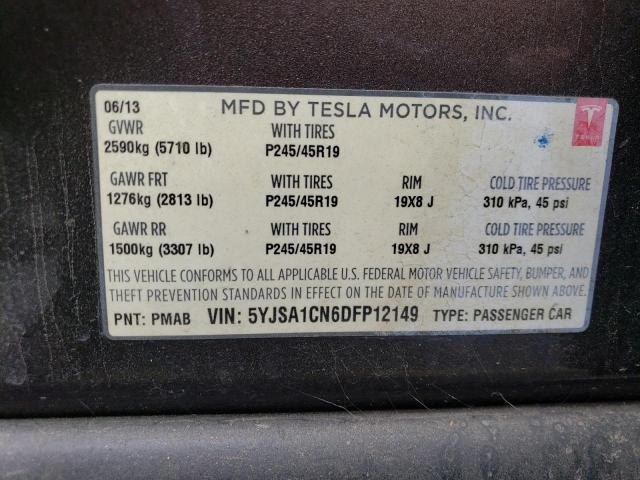 06/13 MFD BY TESLA MOTORS, INC.
GVWR WITH TIRES
2590kg (5710 lb) P245/45R19
TESLA
GAWR FRT WITH TIRES RIM COLD TIRE PRESSURE
1276kg (2813 lb) P245/45R19 19X8 J 310 kPa, 45 psi
GAWR RR WITH TIRES RIM COLD TIRE PRESSURE
1500kg (3307 lb) P245/45R19 19X8 J 310 kPa, 45 psi
THIS VEHICLE CONFORMS TO ALL APPLICABLE U.S. FEDERAL MOTOR VEHICLE SAFETY, BUMPER, AND
THEFT PREVENTION STANDARDS IN EFFECT ON THE DATE OF MANUFACTURE SHOWN ABOVE.
PNT: PMAB VIN: 5YJSA1CN6DFP12149 TYPE: PASSENGER CAR